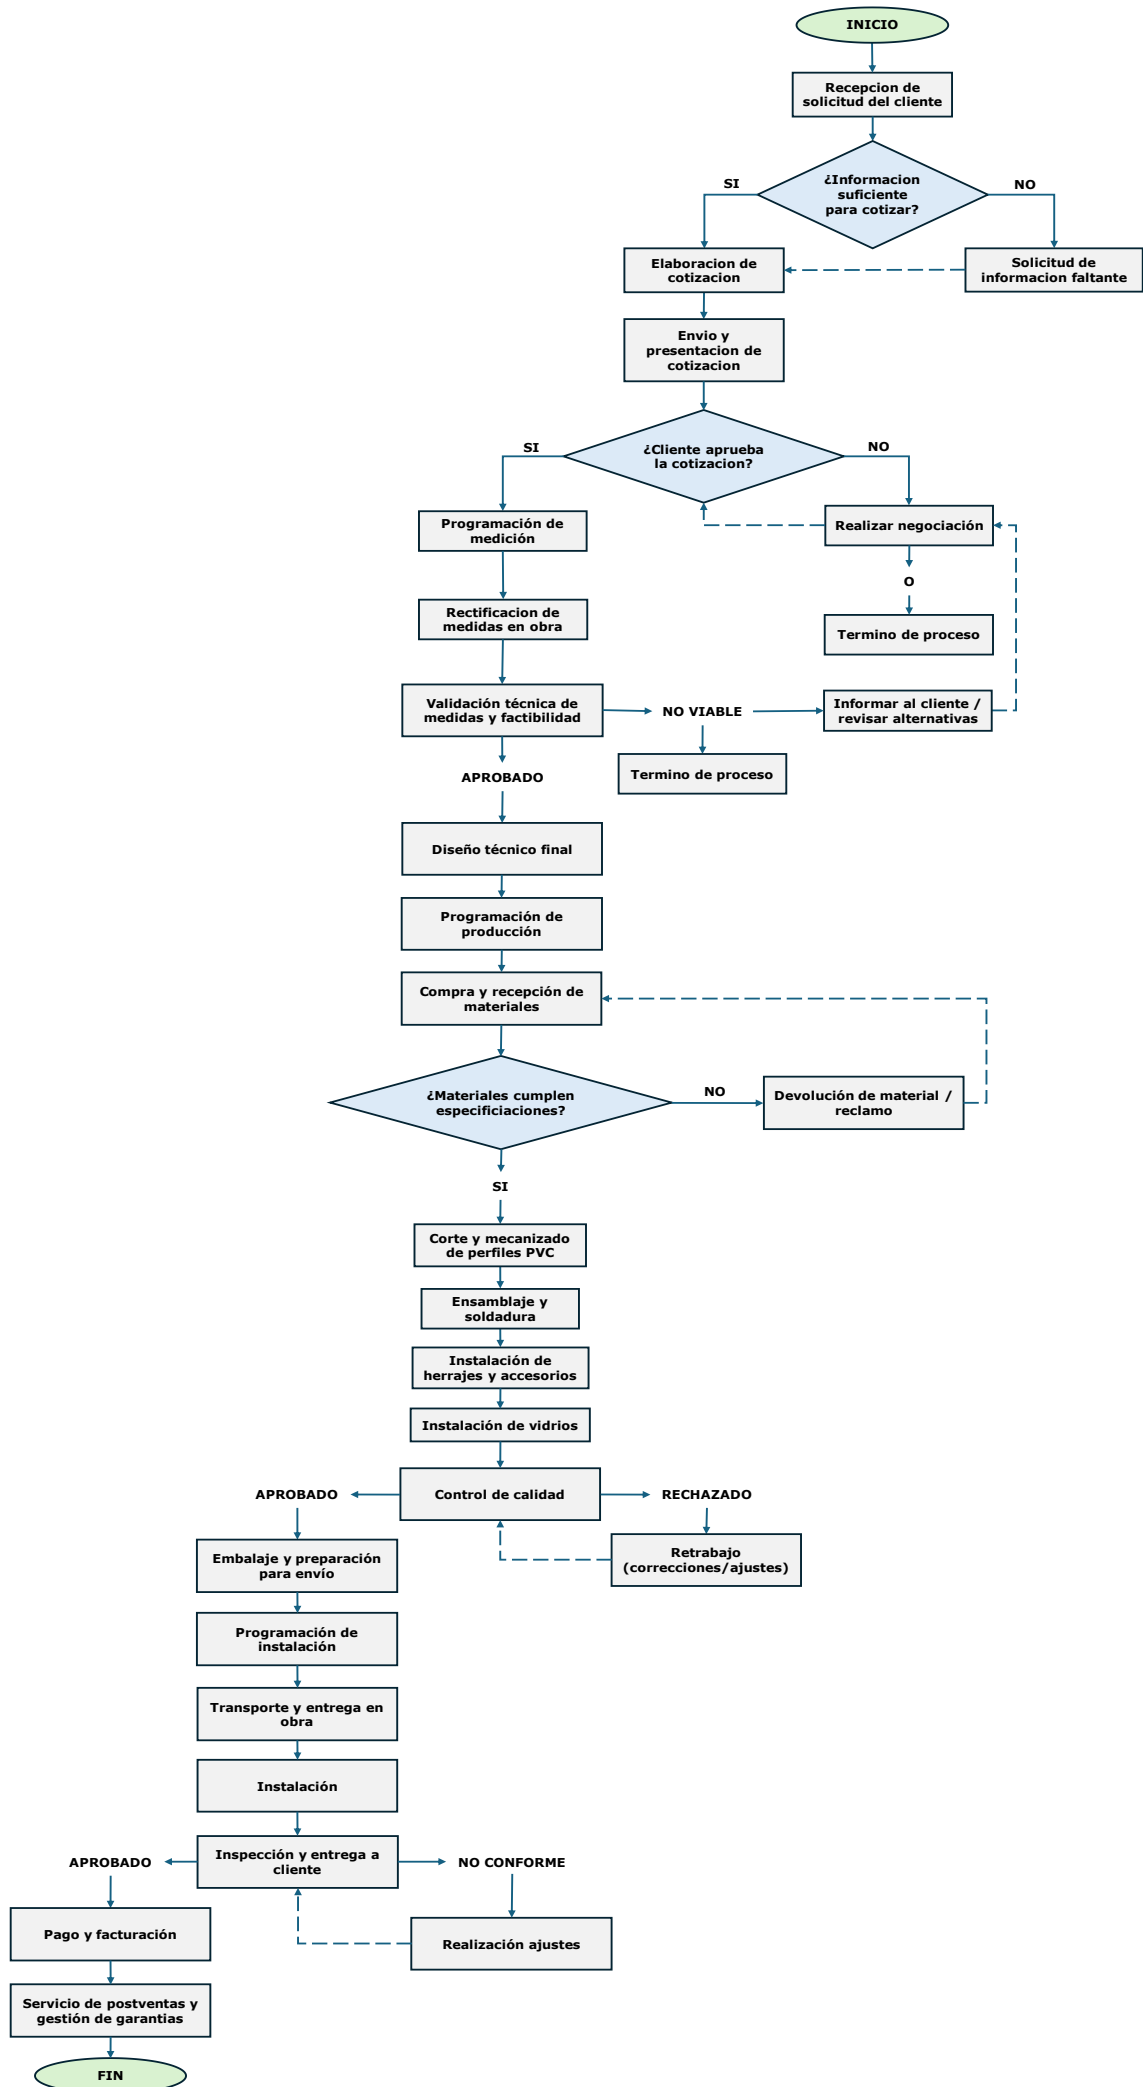 INICIO
Recepcion de
solicitud del cliente
¿Informacion
suficiente
para cotizar?
SI
NO
Elaboracion de
cotizacion
Solicitud de
informacion faltante
Envio y
presentacion de
cotizacion
¿Cliente aprueba
la cotizacion?
SI
NO
Programación de
medición
Realizar negociación
O
Termino de proceso
Rectificacion de
medidas en obra
Validación técnica de
medidas y factibilidad
NO VIABLE
Informar al cliente /
revisar alternativas
Termino de proceso
APROBADO
Diseño técnico final
Programación de
producción
Compra y recepción de
materiales
¿Materiales cumplen
especificiaciones?
NO
Devolución de material /
reclamo
SI
Corte y mecanizado
de perfiles PVC
Ensamblaje y
soldadura
Instalación de
herrajes y accesorios
Instalación de vidrios
Control de calidad
APROBADO
RECHAZADO
Retrabajo
(correcciones/ajustes)
Embalaje y preparación
para envío
Programación de
instalación
Transporte y entrega en
obra
Instalación
Inspección y entrega a
cliente
APROBADO
NO CONFORME
Realización ajustes
Pago y facturación
Servicio de postventas y
gestión de garantias
FIN